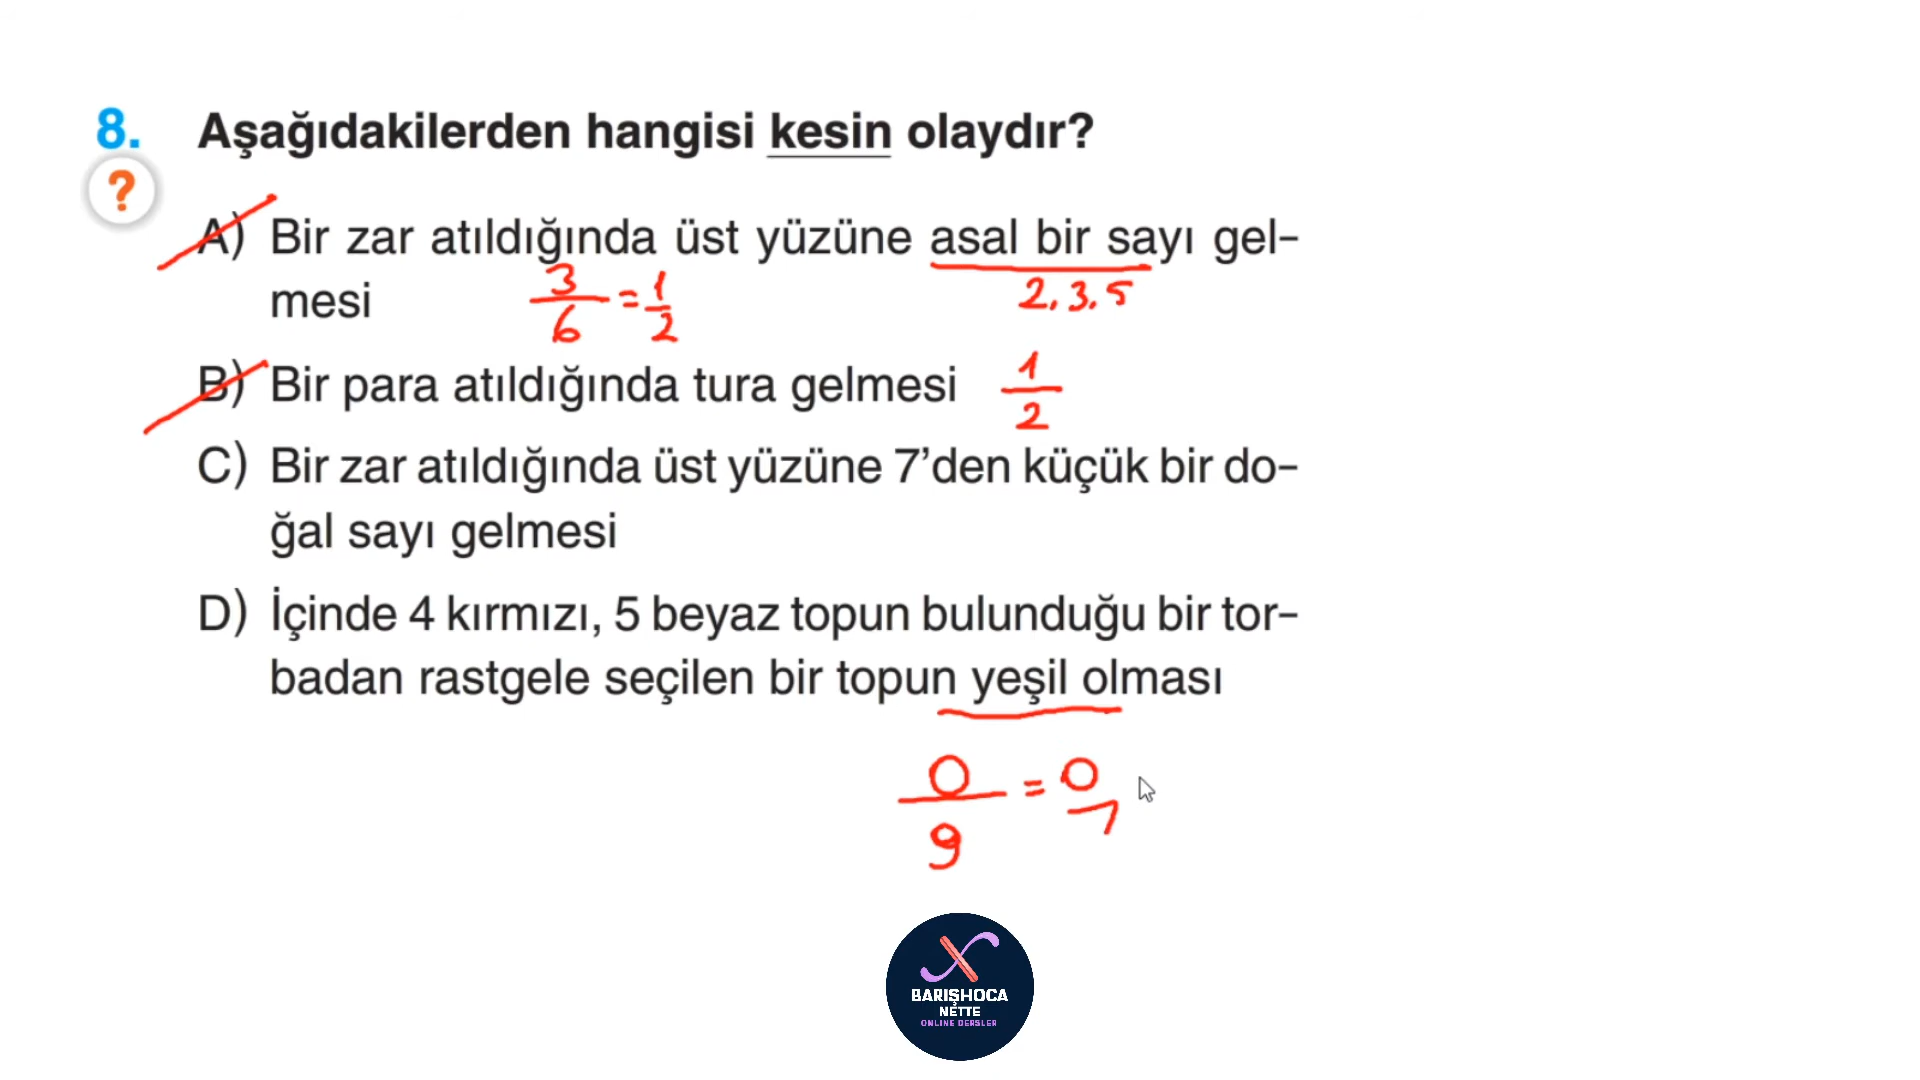 8. Aşağıdakilerden hangisi kesin olaydır?
?
A) Bir zar atıldığında üst yüzüne asal bir sayı gel-
mesi 3/6 = 1/2 2, 3, 5
B) Bir para atıldığında tura gelmesi 1/2
C) Bir zar atıldığında üst yüzüne 7’den küçük bir do-
ğal sayı gelmesi
D) İçinde 4 kırmızı, 5 beyaz topun bulunduğu bir tor-
badan rastgele seçilen bir topun yeşil olması
0/9 = 0
BARIŞHOCA
NETTE
ONLINE DERSLER